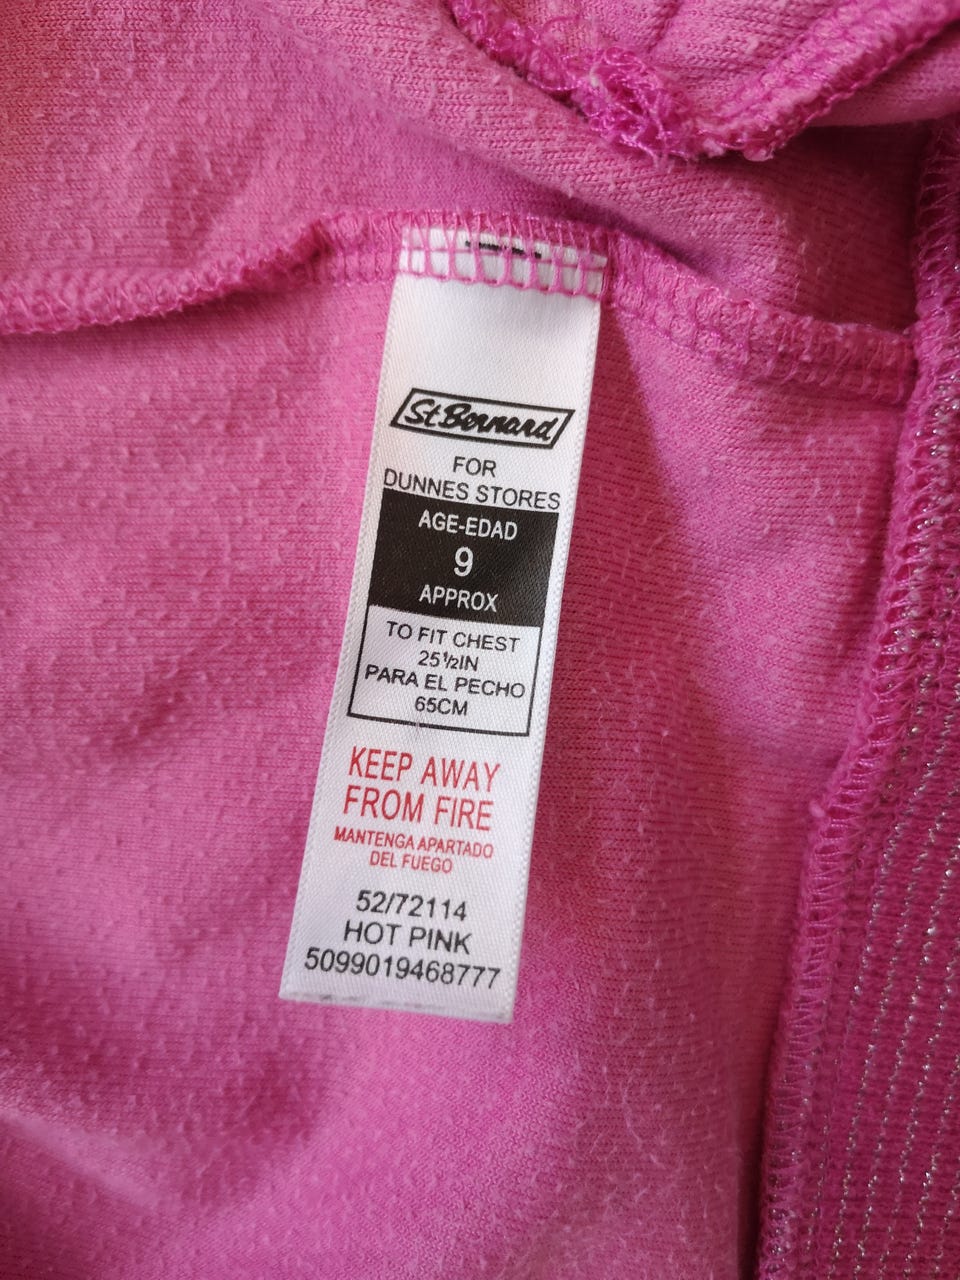 St.Bernard
FOR
DUNNES STORES
AGE-EDAD
9
APPROX
TO FIT CHEST
25½IN
PARA EL PECHO
65CM
KEEP AWAY
FROM FIRE
MANTENGA APARTADO
DEL FUEGO
52/72114
HOT PINK
5099019468777